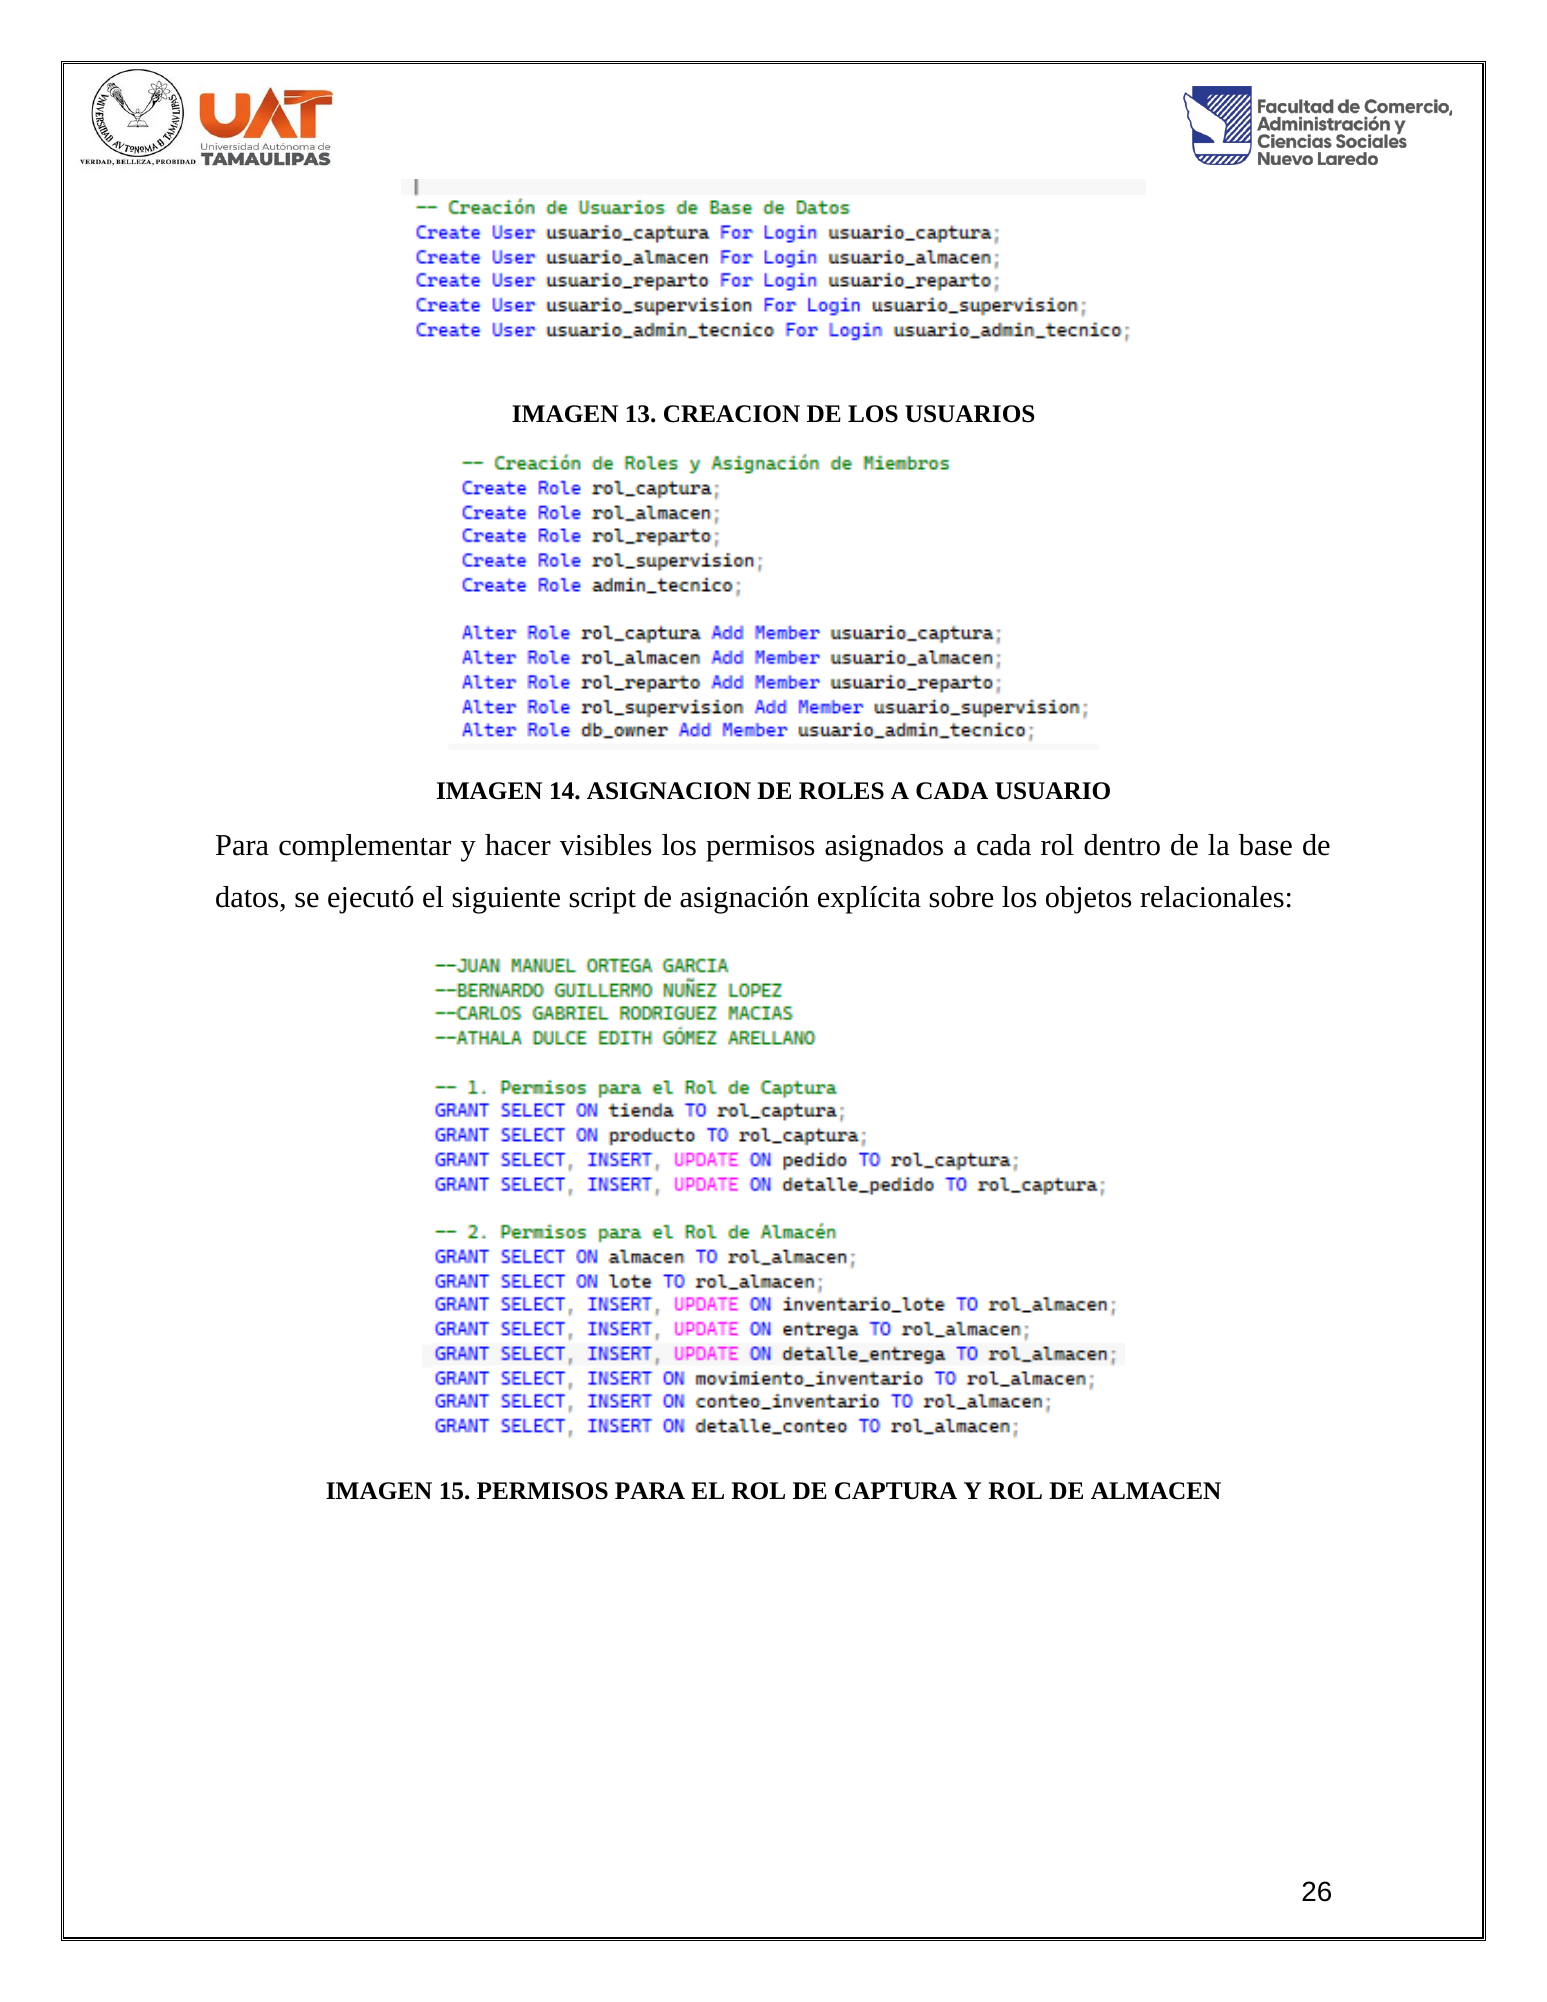 UNIVERSIDAD AVTONOMA D TAMAVLIPAS
VERDAD, BELLEZA, PROBIDAD
UAT
Universidad Autónoma de
TAMAULIPAS
Facultad de Comercio,
Administración y
Ciencias Sociales
Nuevo Laredo
-- Creación de Usuarios de Base de Datos
Create User usuario_captura For Login usuario_captura;
Create User usuario_almacen For Login usuario_almacen;
Create User usuario_reparto For Login usuario_reparto;
Create User usuario_supervision For Login usuario_supervision;
Create User usuario_admin_tecnico For Login usuario_admin_tecnico;
IMAGEN 13. CREACION DE LOS USUARIOS
-- Creación de Roles y Asignación de Miembros
Create Role rol_captura;
Create Role rol_almacen;
Create Role rol_reparto;
Create Role rol_supervision;
Create Role admin_tecnico;
Alter Role rol_captura Add Member usuario_captura;
Alter Role rol_almacen Add Member usuario_almacen;
Alter Role rol_reparto Add Member usuario_reparto;
Alter Role rol_supervision Add Member usuario_supervision;
Alter Role db_owner Add Member usuario_admin_tecnico;
IMAGEN 14. ASIGNACION DE ROLES A CADA USUARIO
Para complementar y hacer visibles los permisos asignados a cada rol dentro de la base de
datos, se ejecutó el siguiente script de asignación explícita sobre los objetos relacionales:
--JUAN MANUEL ORTEGA GARCIA
--BERNARDO GUILLERMO NUÑEZ LOPEZ
--CARLOS GABRIEL RODRIGUEZ MACIAS
--ATHALA DULCE EDITH GÓMEZ ARELLANO
-- 1. Permisos para el Rol de Captura
GRANT SELECT ON tienda TO rol_captura;
GRANT SELECT ON producto TO rol_captura;
GRANT SELECT, INSERT, UPDATE ON pedido TO rol_captura;
GRANT SELECT, INSERT, UPDATE ON detalle_pedido TO rol_captura;
-- 2. Permisos para el Rol de Almacén
GRANT SELECT ON almacen TO rol_almacen;
GRANT SELECT ON lote TO rol_almacen;
GRANT SELECT, INSERT, UPDATE ON inventario_lote TO rol_almacen;
GRANT SELECT, INSERT, UPDATE ON entrega TO rol_almacen;
GRANT SELECT, INSERT, UPDATE ON detalle_entrega TO rol_almacen;
GRANT SELECT, INSERT ON movimiento_inventario TO rol_almacen;
GRANT SELECT, INSERT ON conteo_inventario TO rol_almacen;
GRANT SELECT, INSERT ON detalle_conteo TO rol_almacen;
IMAGEN 15. PERMISOS PARA EL ROL DE CAPTURA Y ROL DE ALMACEN
26